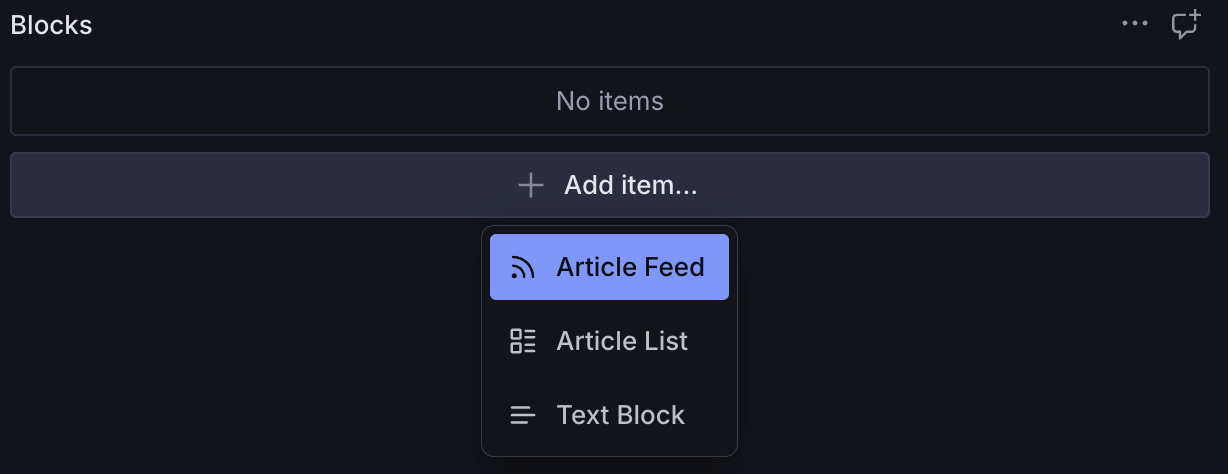 Blocks
No items
Add item...
Article Feed
Article List
Text Block